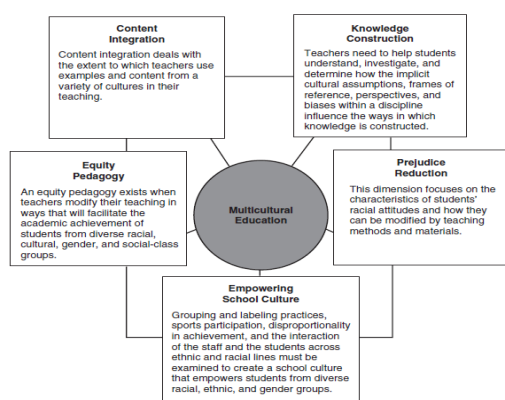 Content
Integration
Content integration deals with
the extent to which teachers use
examples and content from a
variety of cultures in their
teaching.
Knowledge
Construction
Teachers need to help students
understand, investigate, and
determine how the implicit
cultural assumptions, frames of
reference, perspectives, and
biases within a discipline
influence the ways in which
knowledge is constructed.
Equity
Pedagogy
An equity pedagogy exists when
teachers modify their teaching in
ways that will facilitate the
academic achievement of
students from diverse racial,
cultural, gender, and social-class
groups.
Multicultural
Education
Prejudice
Reduction
This dimension focuses on the
characteristics of students'
racial attitudes and how they
can be modified by teaching
methods and materials.
Empowering
School Culture
Grouping and labeling practices,
sports participation, disproportionality
in achievement, and the interaction
of the staff and the students across
ethnic and racial lines must be
examined to create a school culture
that empowers students from diverse
racial, ethnic, and gender groups.